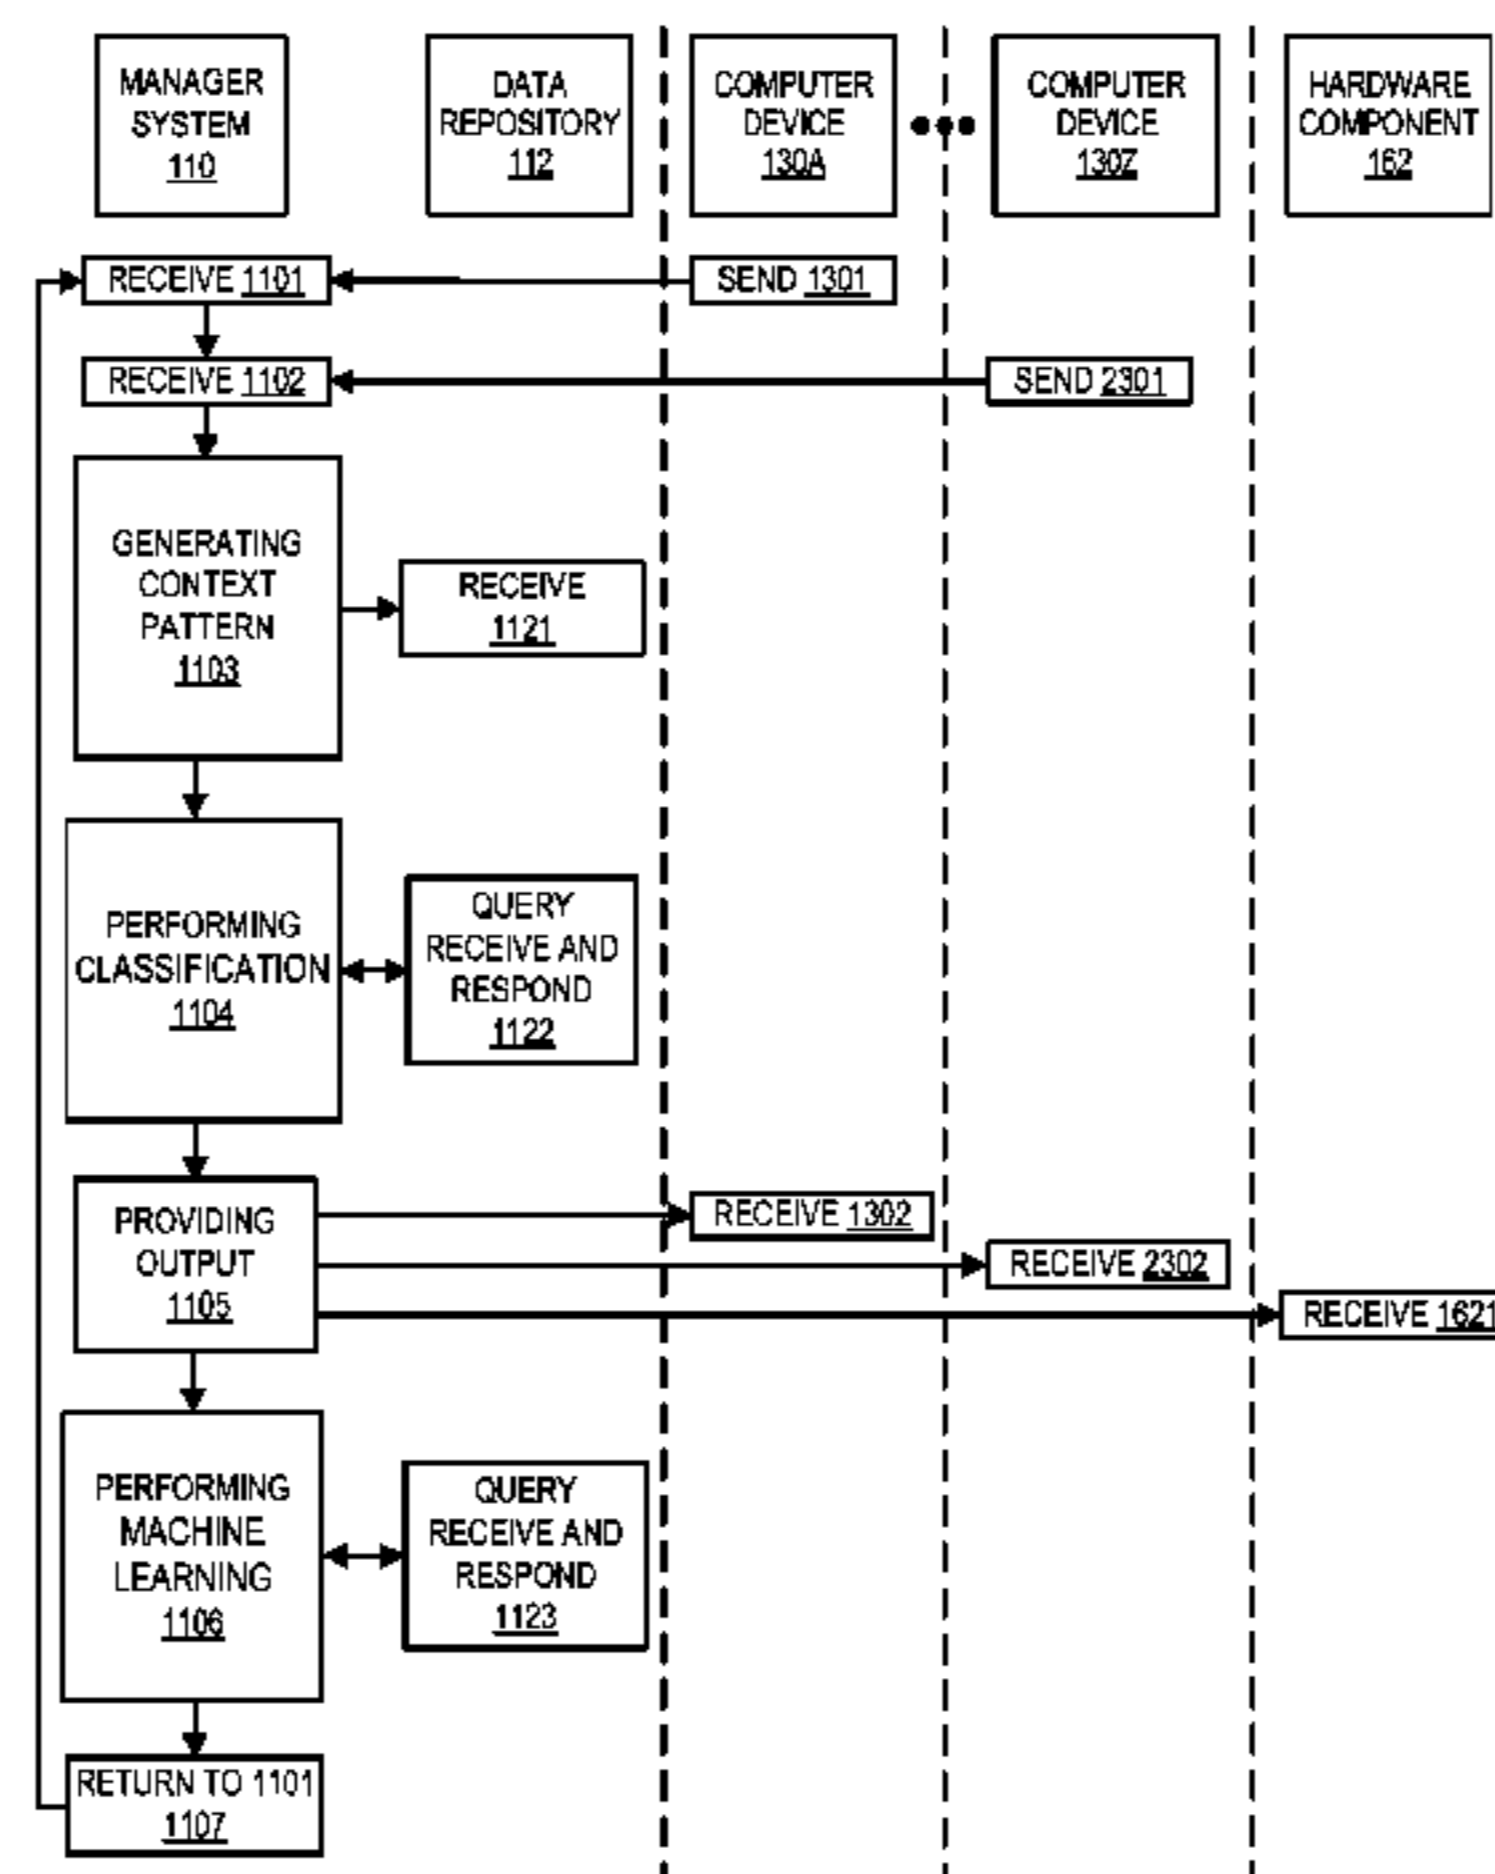 MANAGER
SYSTEM
110
DATA
REPOSITORY
112
COMPUTER
DEVICE
130A
COMPUTER
DEVICE
130Z
HARDWARE
COMPONENT
162
RECEIVE 1101
SEND 1301
RECEIVE 1102
SEND 2301
GENERATING
CONTEXT
PATTERN
1103
RECEIVE
1121
PERFORMING
CLASSIFICATION
1104
QUERY
RECEIVE AND
RESPOND
1122
PROVIDING
OUTPUT
1105
RECEIVE 1302
RECEIVE 2302
RECEIVE 1621
PERFORMING
MACHINE
LEARNING
1106
QUERY
RECEIVE AND
RESPOND
1123
RETURN TO 1101
1107